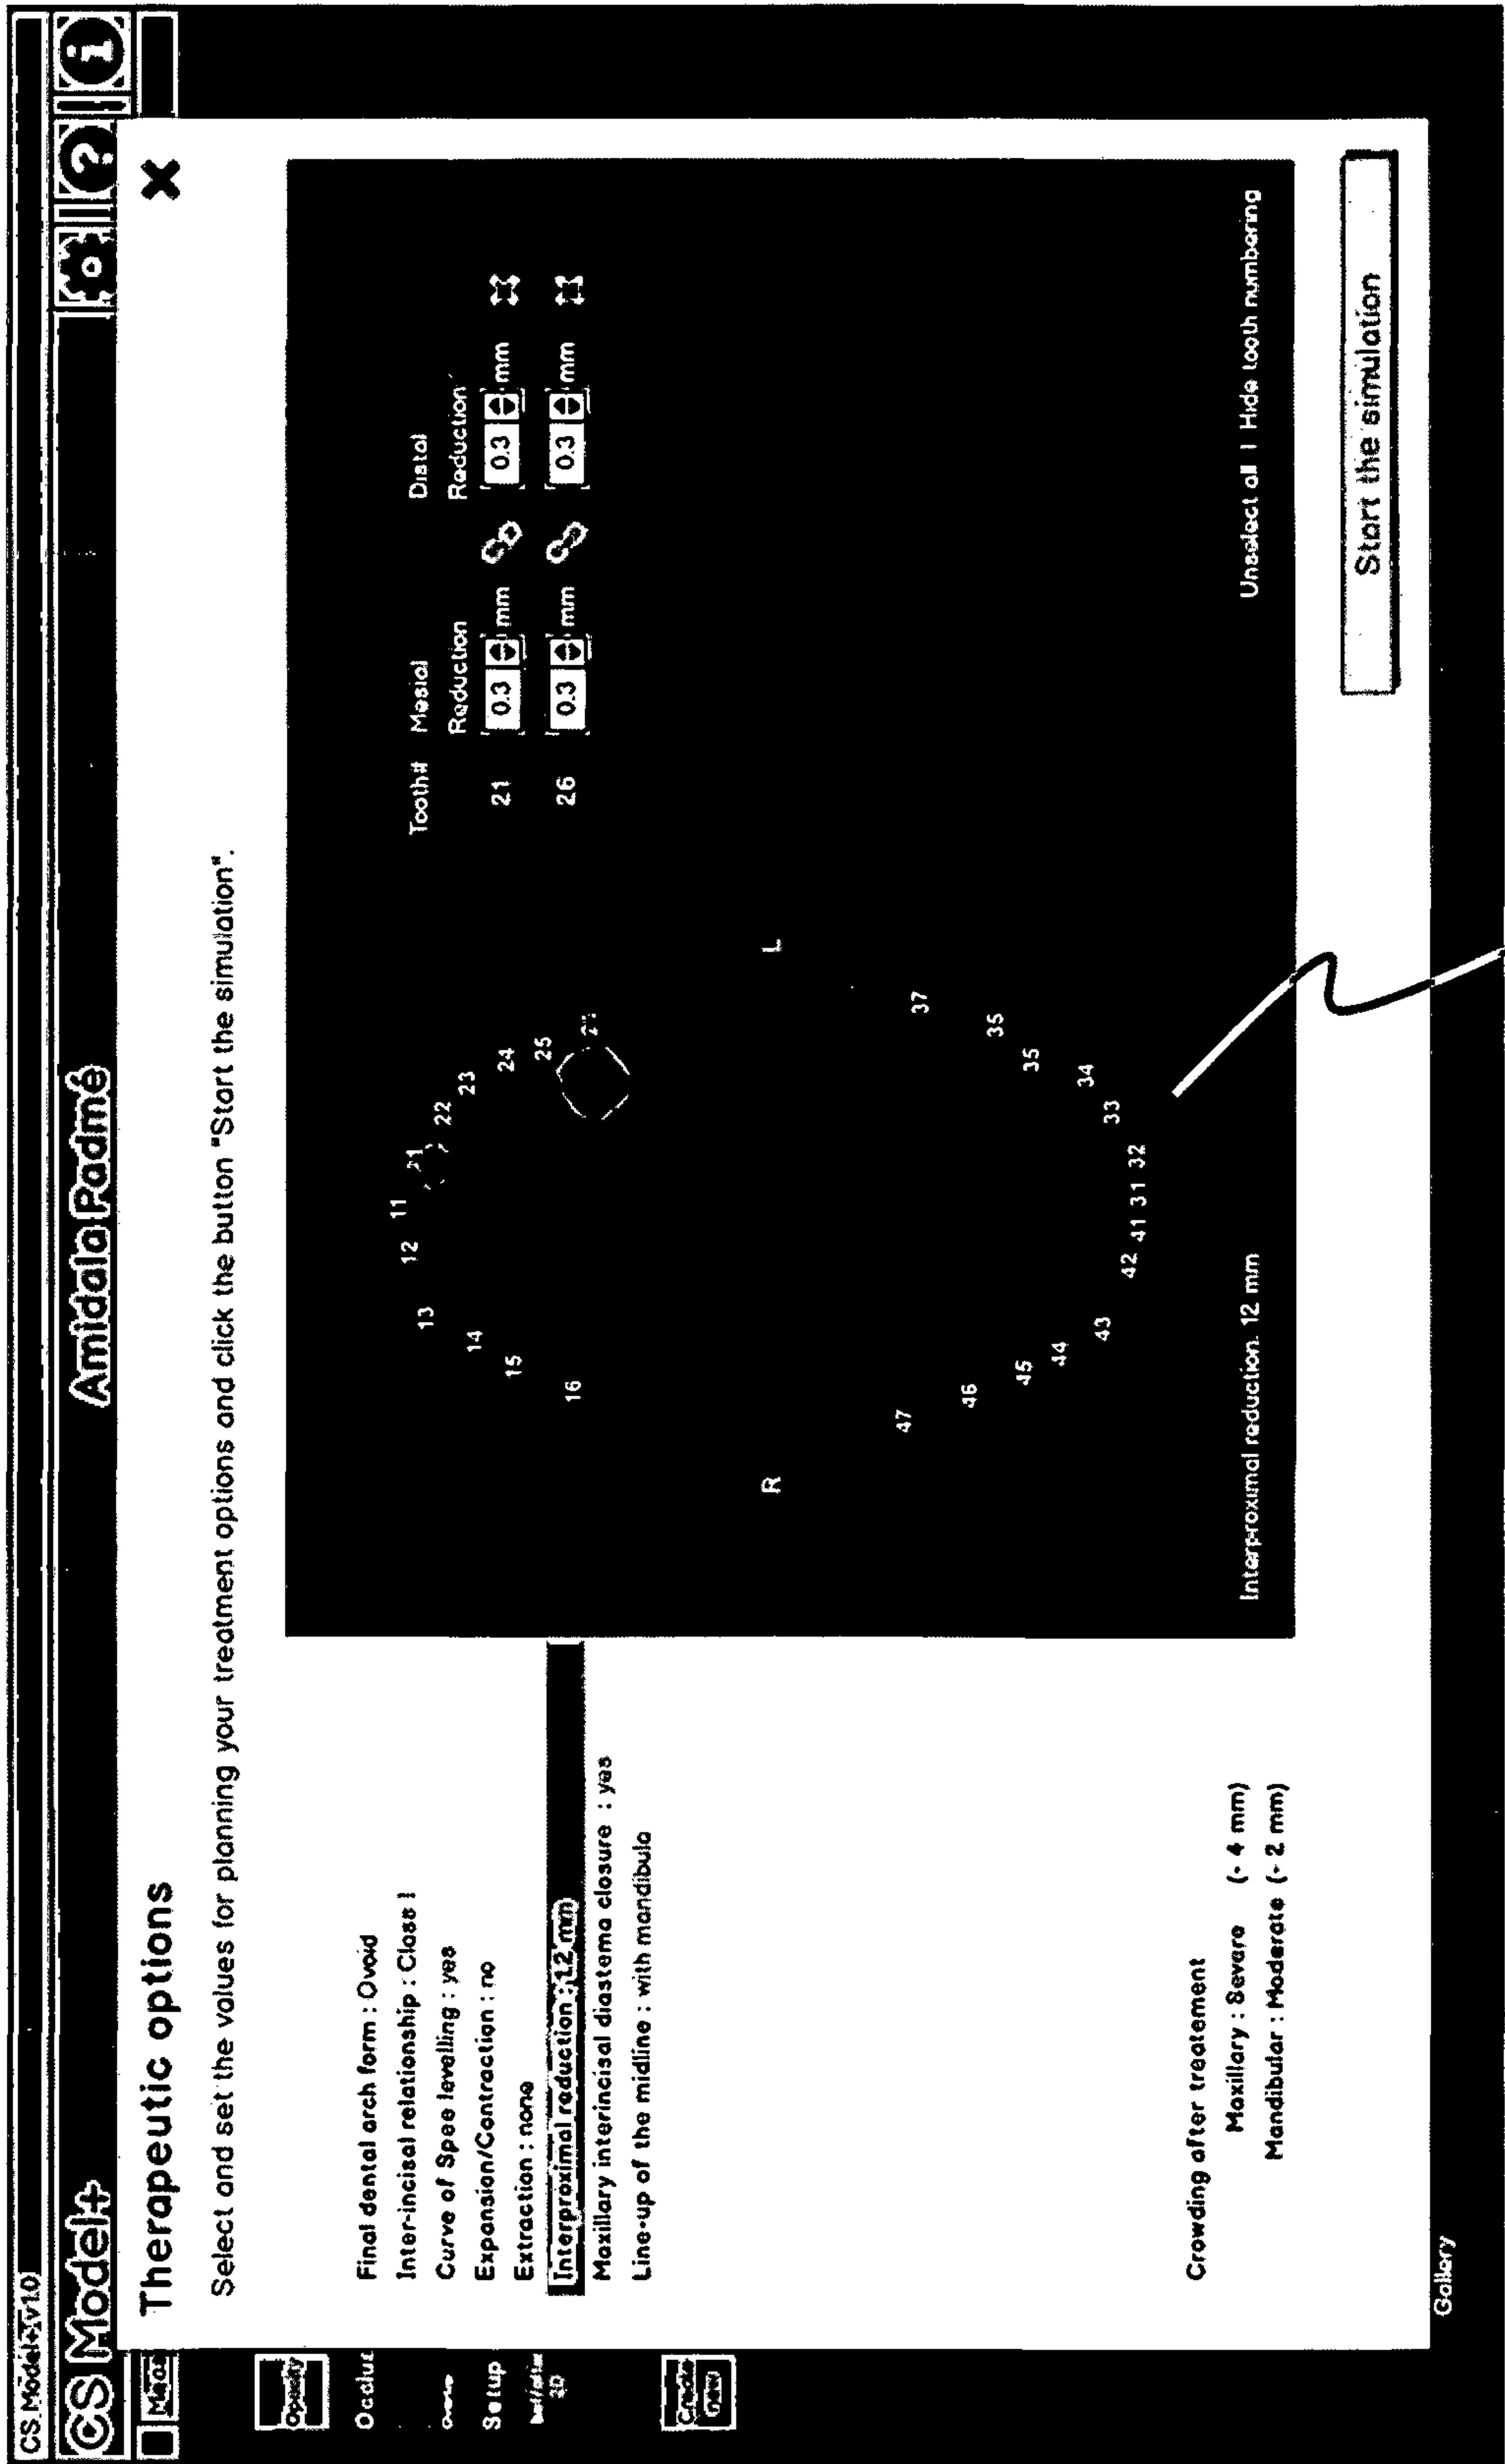 CS Model+ v1.0
CS Model+
Amidala Padmé
? i
Therapeutic options
Select and set the values for planning your treatment options and click the button "Start the simulation".
Opacity
Setup
Create
new
Final dental arch form : Ovoid
Inter-incisal relationship : Class I
Curve of Spee levelling : yes
Expansion/Contraction : no
Extraction : none
Interproximal reduction : 1.2 mm
Maxillary interincisal diastema closure : yes
Line-up of the midline : with mandibula
Crowding after treatement
Maxillary : Severe (- 4 mm)
Mandibular : Moderate (- 2 mm)
11
12
13
14
15
16
21
22
23
24
25
R
L
47
46
45
44
43
42
41
31
32
33
34
35
35
37
Interproximal reduction. 12 mm
Tooth# Mesial Distal
Reduction Reduction
21 0.3 mm 0.3 mm
26 0.3 mm 0.3 mm
Unselect all | Hide tooth numbering
Start the simulation
Gallery